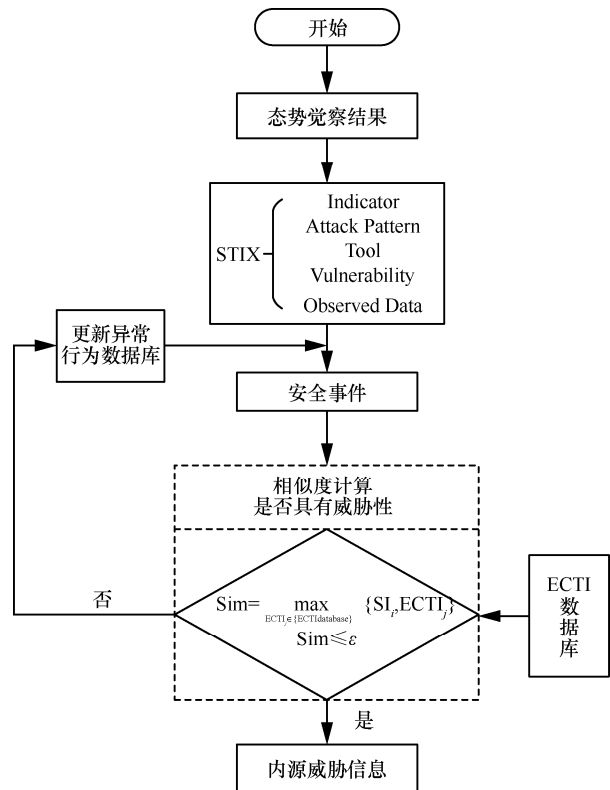 开始
态势觉察结果
STIX
Indicator
Attack Pattern
Tool
Vulnerability
Observed Data
更新异常
行为数据库
安全事件
相似度计算
是否具有威胁性
否
Sim= max {SIᵢ,ECTIⱼ}
ECTIⱼ∈{ECTIdatabase}
Sim≤ε
ECTI
数
据
库
是
内源威胁信息